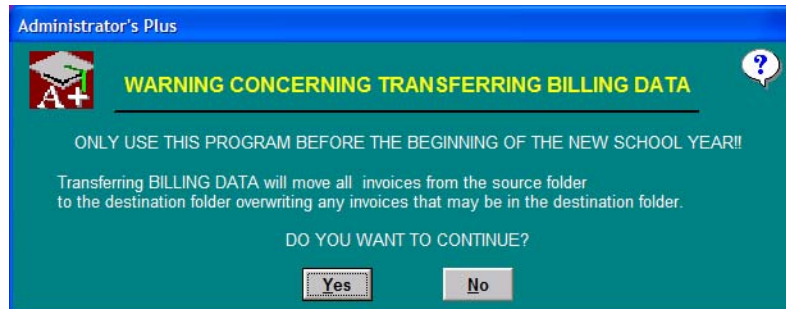 Administrator's Plus
A+
WARNING CONCERNING TRANSFERRING BILLING DATA
?
ONLY USE THIS PROGRAM BEFORE THE BEGINNING OF THE NEW SCHOOL YEAR!!
Transferring BILLING DATA will move all invoices from the source folder
to the destination folder overwriting any invoices that may be in the destination folder.
DO YOU WANT TO CONTINUE?
Yes No